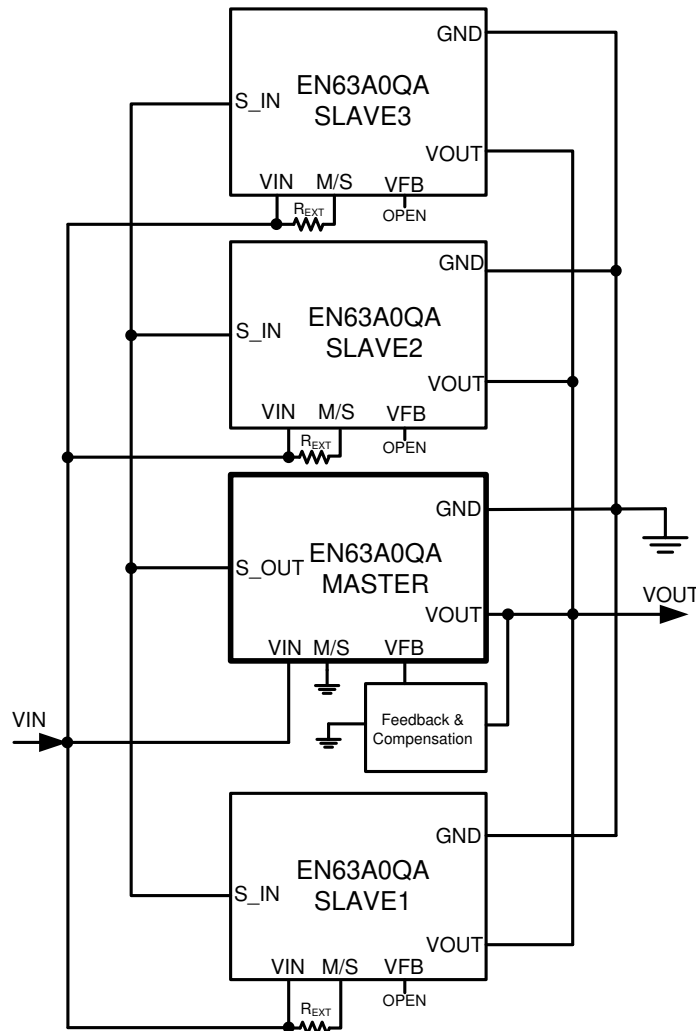 GND
EN63A0QA
S_IN
SLAVE3
VOUT
VIN M/S VFB
REXT
OPEN
GND
EN63A0QA
S_IN
SLAVE2
VOUT
VIN M/S VFB
REXT
OPEN
GND
EN63A0QA
S_OUT
MASTER
VOUT
VOUT
VIN M/S VFB
VIN
Feedback &
Compensation
GND
EN63A0QA
S_IN
SLAVE1
VOUT
VIN M/S VFB
REXT
OPEN